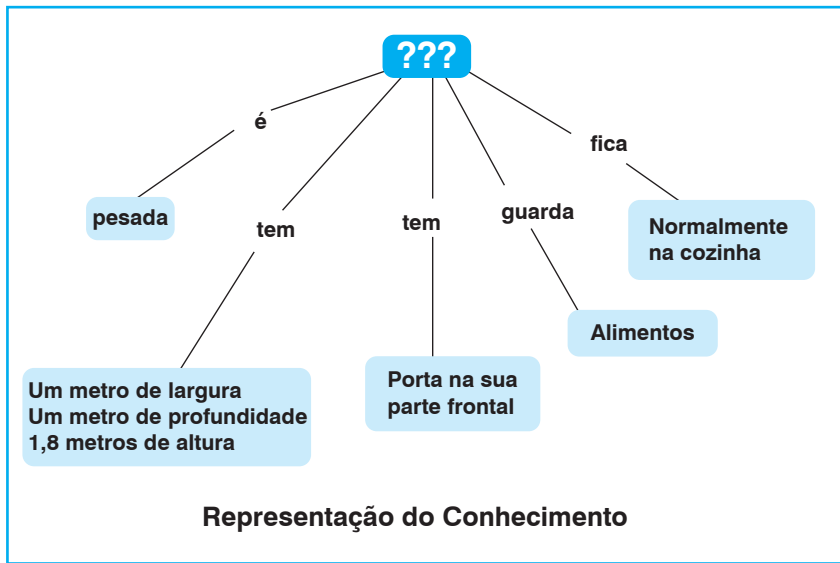 ???
é
fica
pesada
tem
tem
guarda
Normalmente
na cozinha
Alimentos
Um metro de largura
Um metro de profundidade
1,8 metros de altura
Porta na sua
parte frontal
Representação do Conhecimento